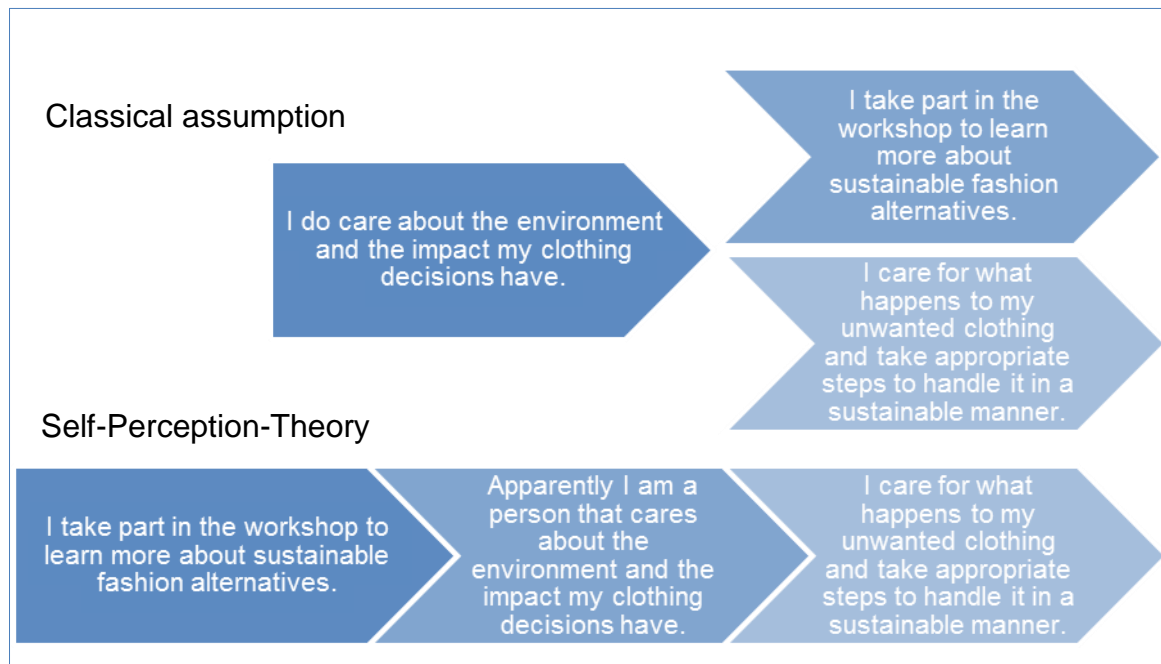 Classical assumption
I do care about the environment
and the impact my clothing
decisions have.
I take part in the
workshop to learn
more about
sustainable fashion
alternatives.
I care for what
happens to my
unwanted clothing
and take appropriate
steps to handle it in a
sustainable manner.
Self-Perception-Theory
I take part in the workshop to
learn more about sustainable
fashion alternatives.
Apparently I am a
person that cares
about the
environment and the
impact my clothing
decisions have.
I care for what
happens to my
unwanted clothing
and take appropriate
steps to handle it in a
sustainable manner.